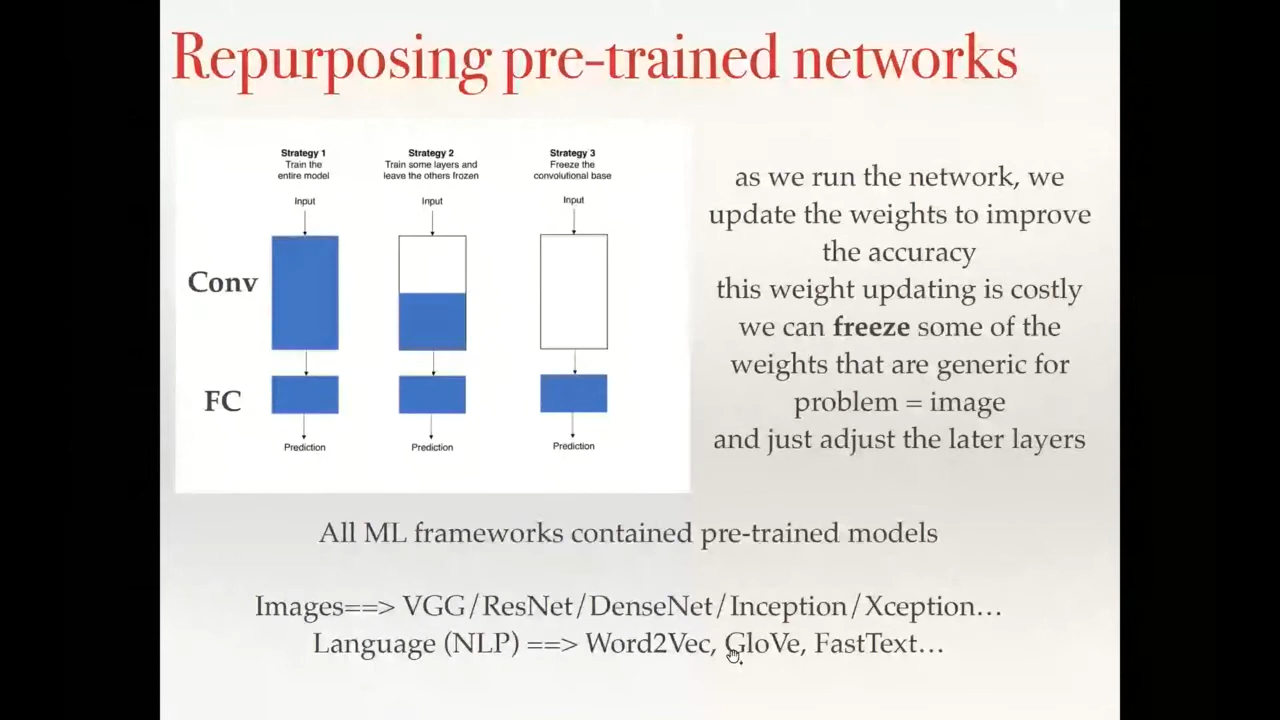 Repurposing pre-trained networks
Strategy 1
Train the
entire model
Strategy 2
Train some layers and
leave the others frozen
Strategy 3
Freeze the
convolutional base
Input
Input
Input
Conv
FC
Prediction
Prediction
Prediction
as we run the network, we
update the weights to improve
the accuracy
this weight updating is costly
we can freeze some of the
weights that are generic for
problem = image
and just adjust the later layers
All ML frameworks contained pre-trained models
Images==> VGG/ResNet/DenseNet/Inception/Xception…
Language (NLP) ==> Word2Vec, GloVe, FastText…